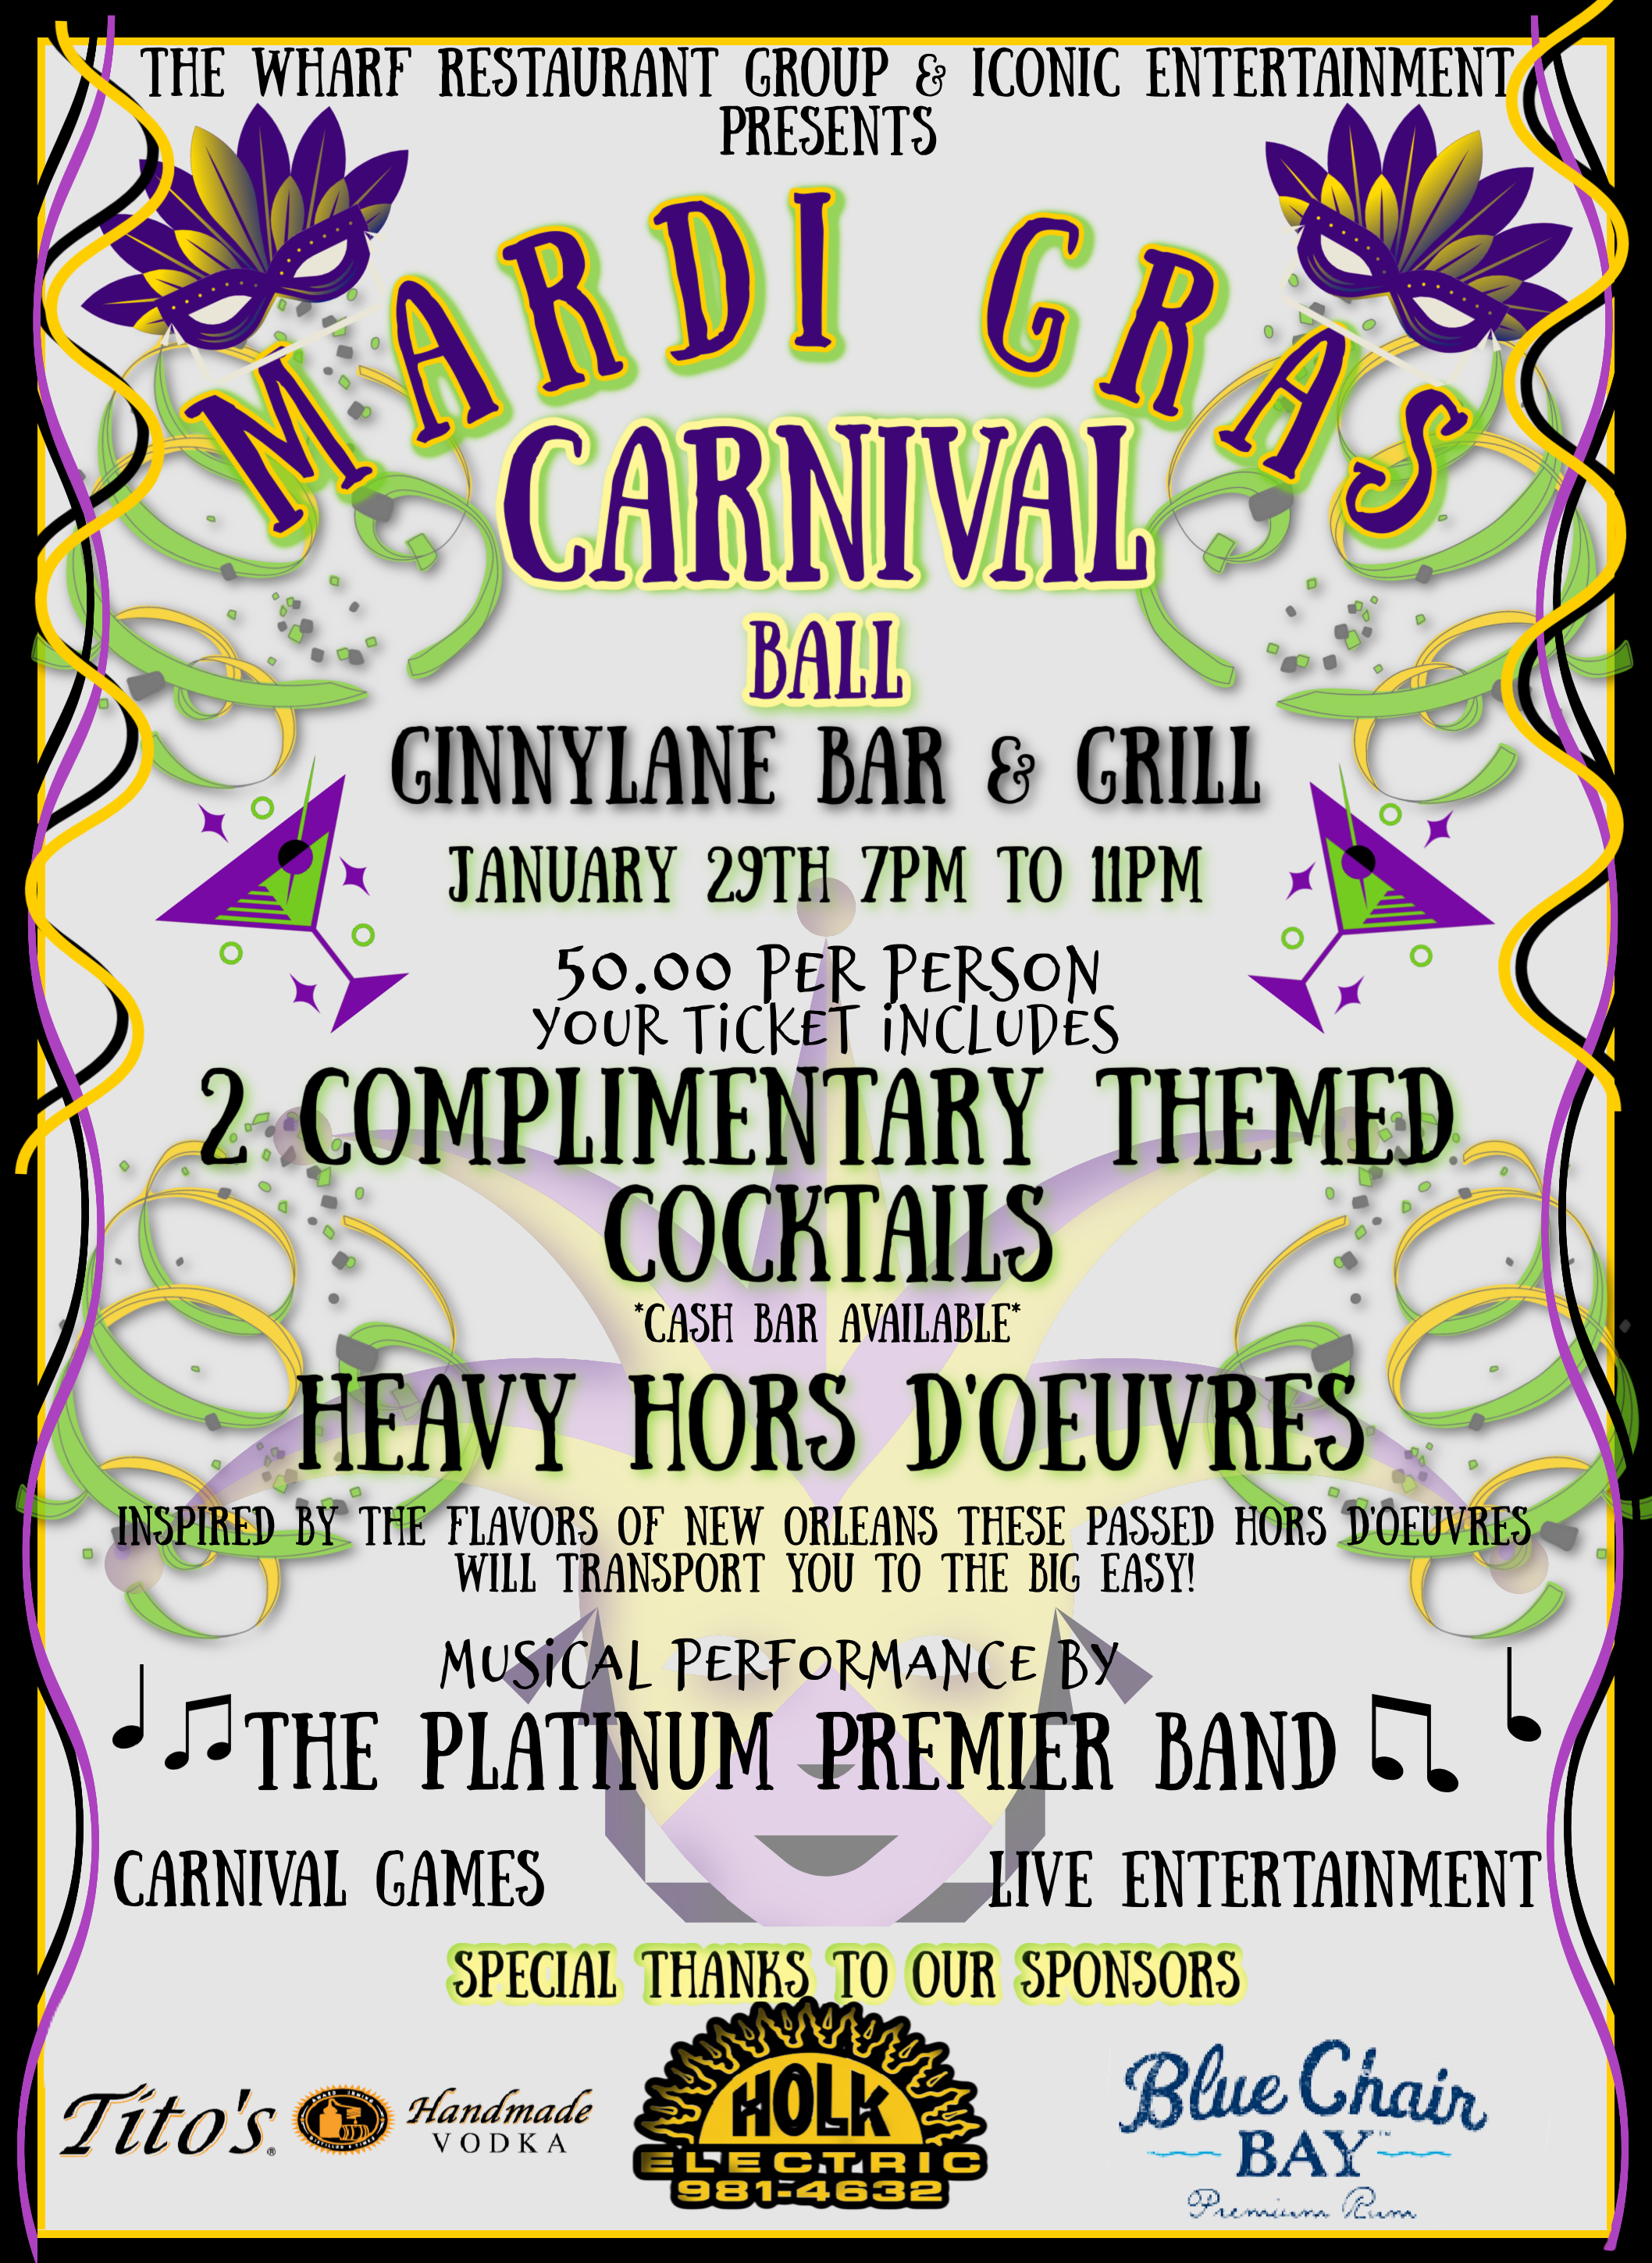 THE WHARF RESTAURANT GROUP & ICONIC ENTERTAINMENT
PRESENTS
MARDI GRAS
CARNIVAL
BALL
GINNYLANE BAR & GRILL
JANUARY 29TH 7PM TO 11PM
50.00 PER PERSON
YOUR TICKET INCLUDES
2 COMPLIMENTARY THEMED
COCKTAILS
*CASH BAR AVAILABLE*
HEAVY HORS D'OEUVRES
INSPIRED BY THE FLAVORS OF NEW ORLEANS THESE PASSED HORS D'OEUVRES
WILL TRANSPORT YOU TO THE BIG EASY!
MUSICAL PERFORMANCE BY
THE PLATINUM PREMIER BAND
CARNIVAL GAMES
LIVE ENTERTAINMENT
SPECIAL THANKS TO OUR SPONSORS
Tito's® Handmade
VODKA
HOLK
ELECTRIC
981-4632
Blue Chair
BAY™
Premium Rum